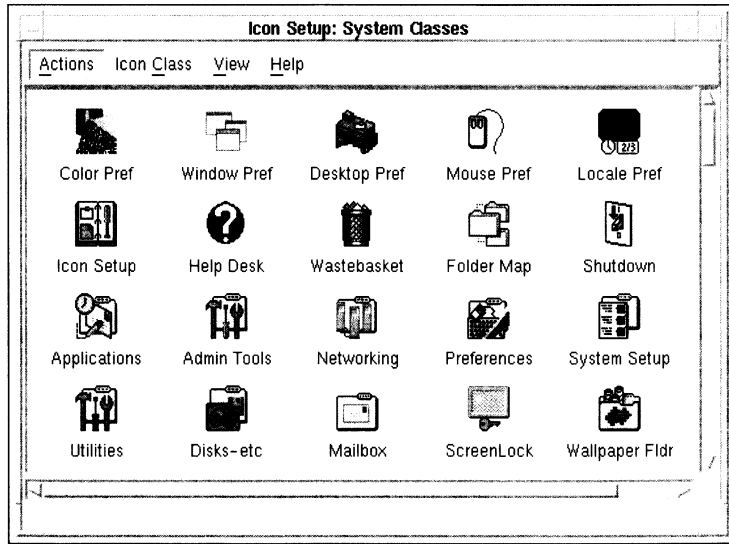 Icon Setup: System Classes
Actions Icon Class View Help
Color Pref Window Pref Desktop Pref Mouse Pref Locale Pref
2/3
Icon Setup Help Desk Wastebasket Folder Map Shutdown
Applications Admin Tools Networking Preferences System Setup
Utilities Disks-etc Mailbox ScreenLock Wallpaper Fldr